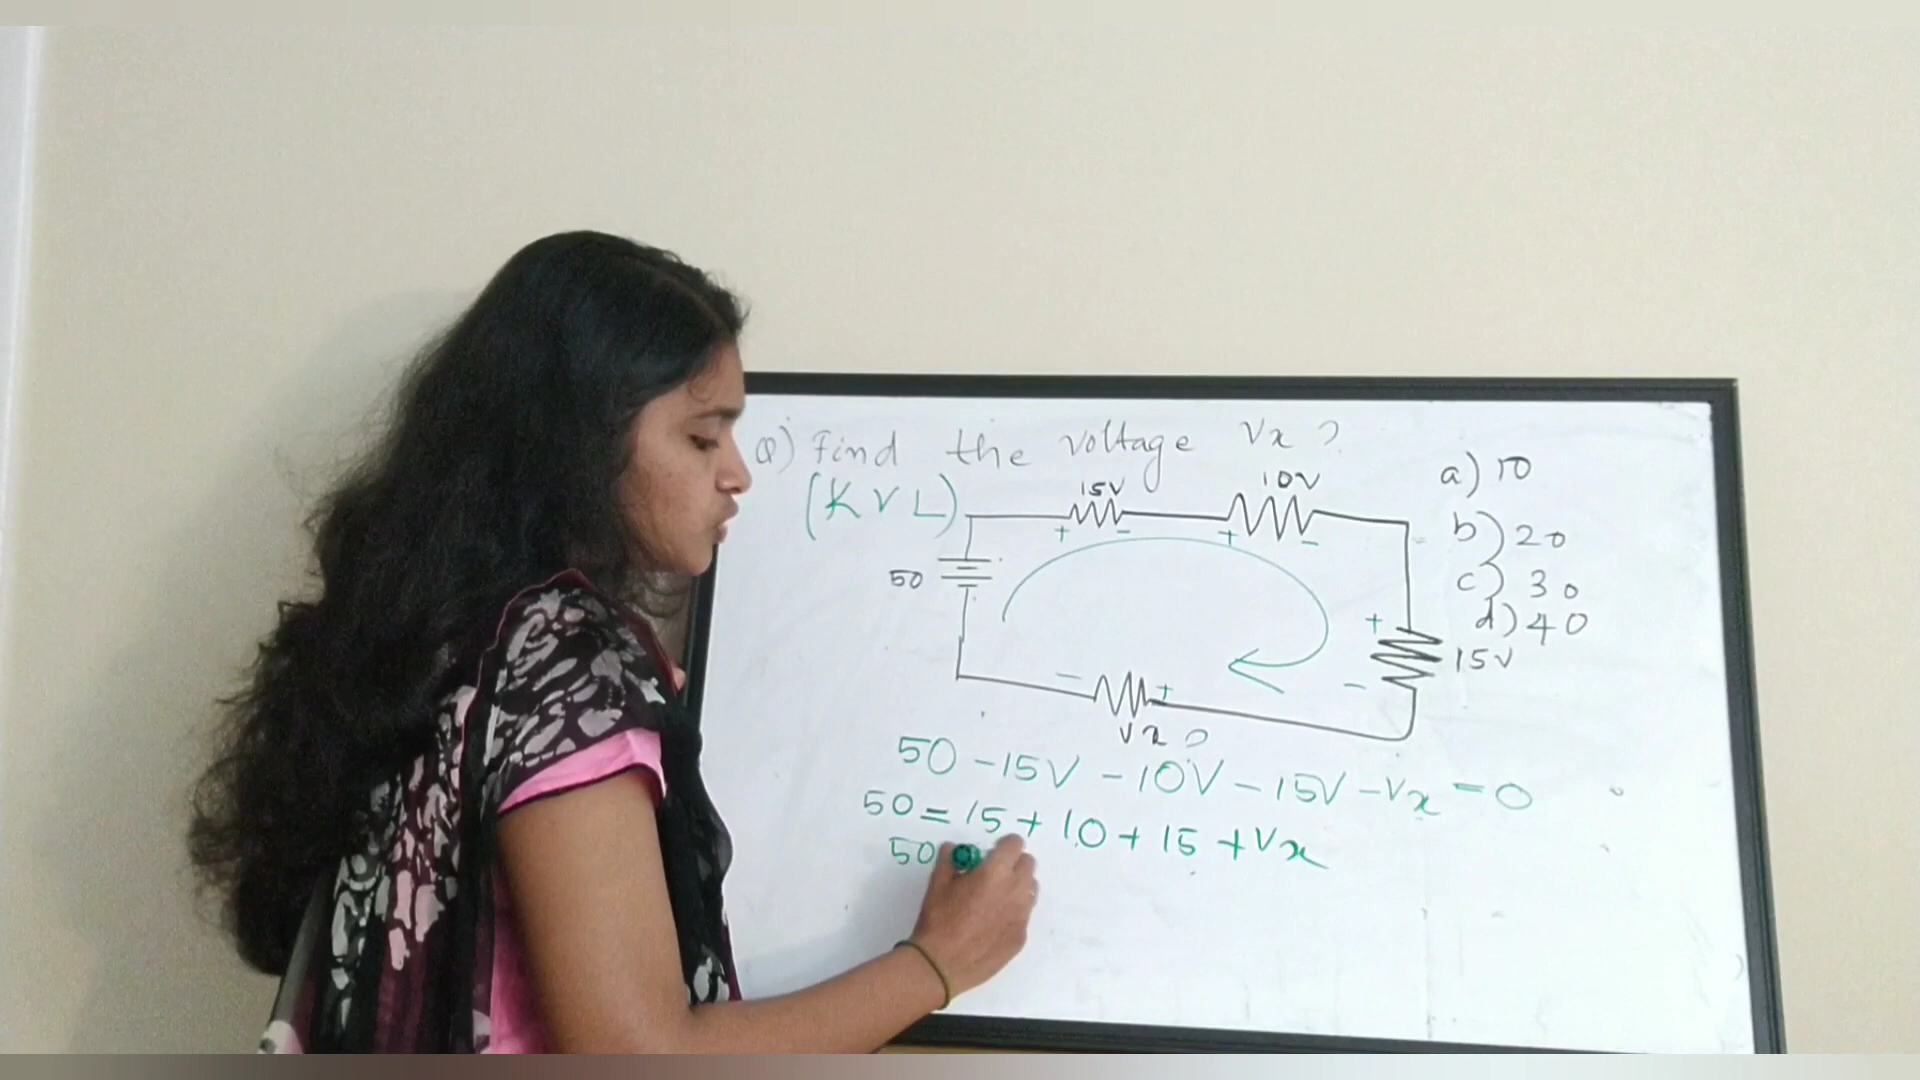 Q) Find the voltage Vx ?
(KVL)
15V
10V
a) 10
b) 20
c) 30
d) 40
+ -
+ -
50
+
15V
-
- +
Vx ?
50 -15V -10V -15V -Vx =0
50 = 15 + 10 + 15 + Vx
50